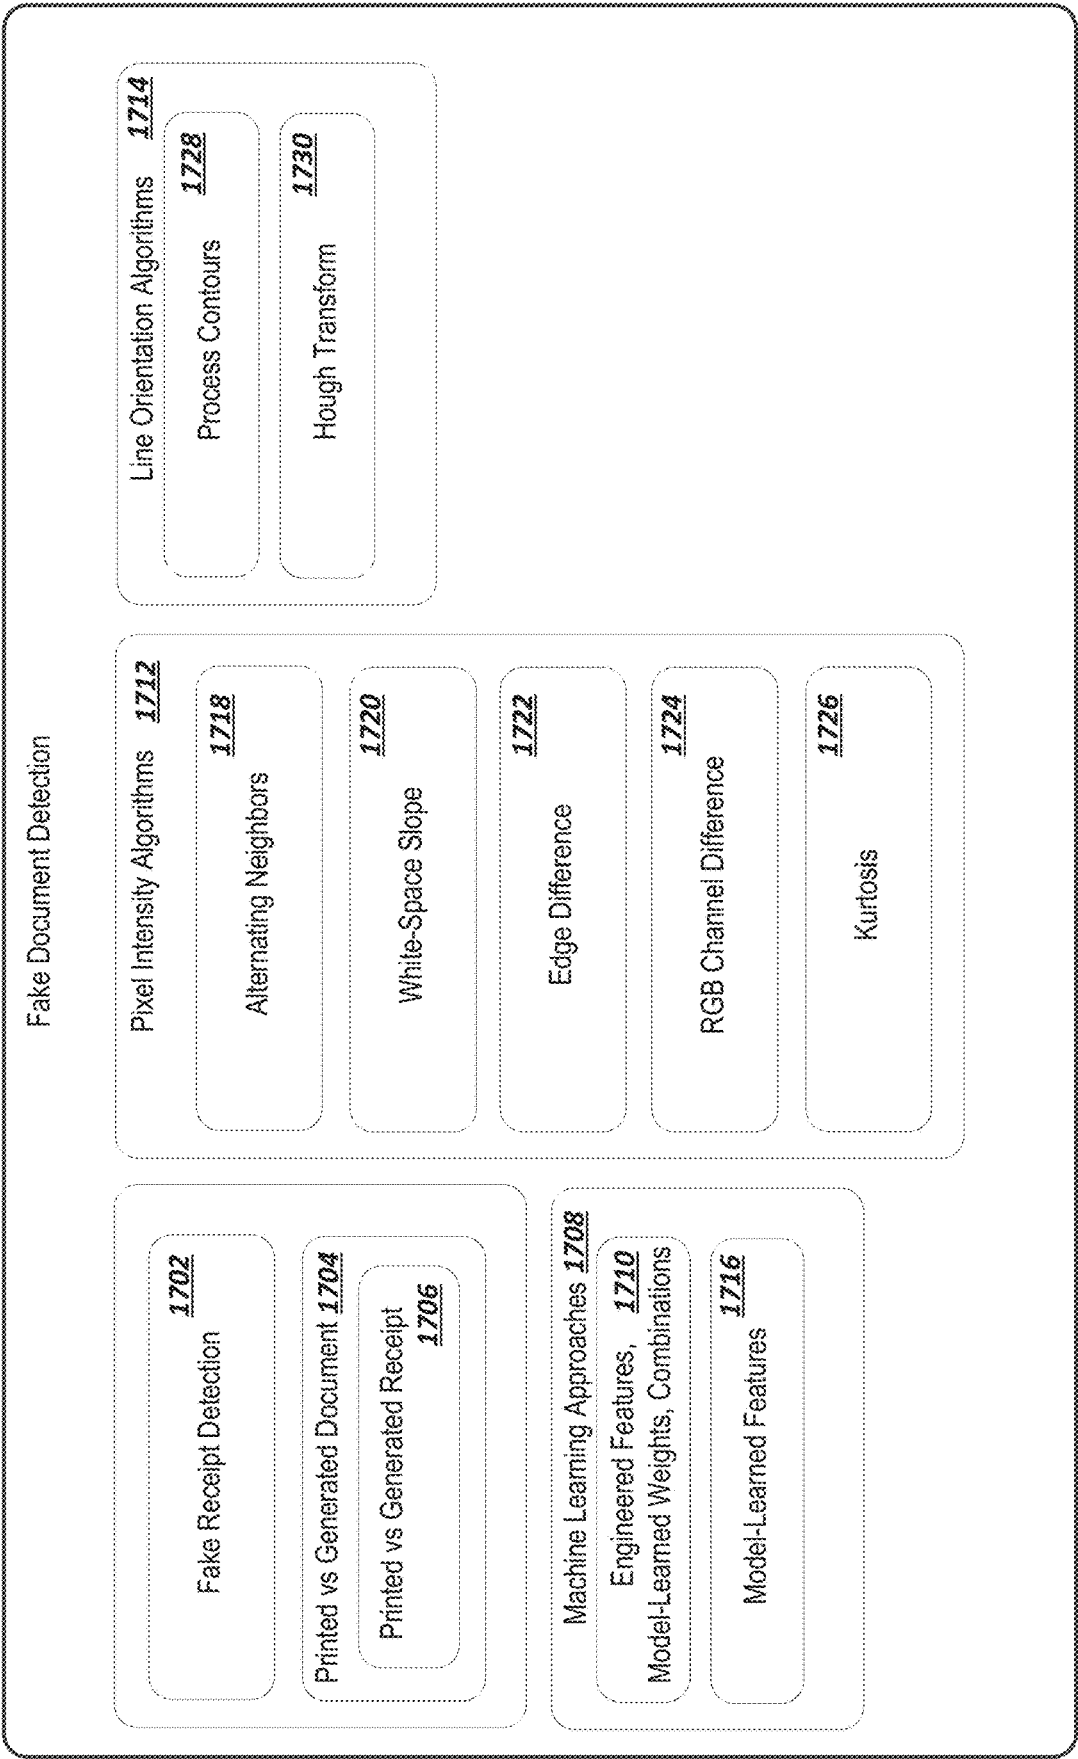 Fake Document Detection
1702
Fake Receipt Detection
Printed vs Generated Document 1704
Printed vs Generated Receipt
1706
Machine Learning Approaches 1708
Engineered Features, 1710
Model-Learned Weights, Combinations
1716
Model-Learned Features
Pixel Intensity Algorithms 1712
1718
Alternating Neighbors
1720
White-Space Slope
1722
Edge Difference
1724
RGB Channel Difference
1726
Kurtosis
Line Orientation Algorithms 1714
1728
Process Contours
1730
Hough Transform